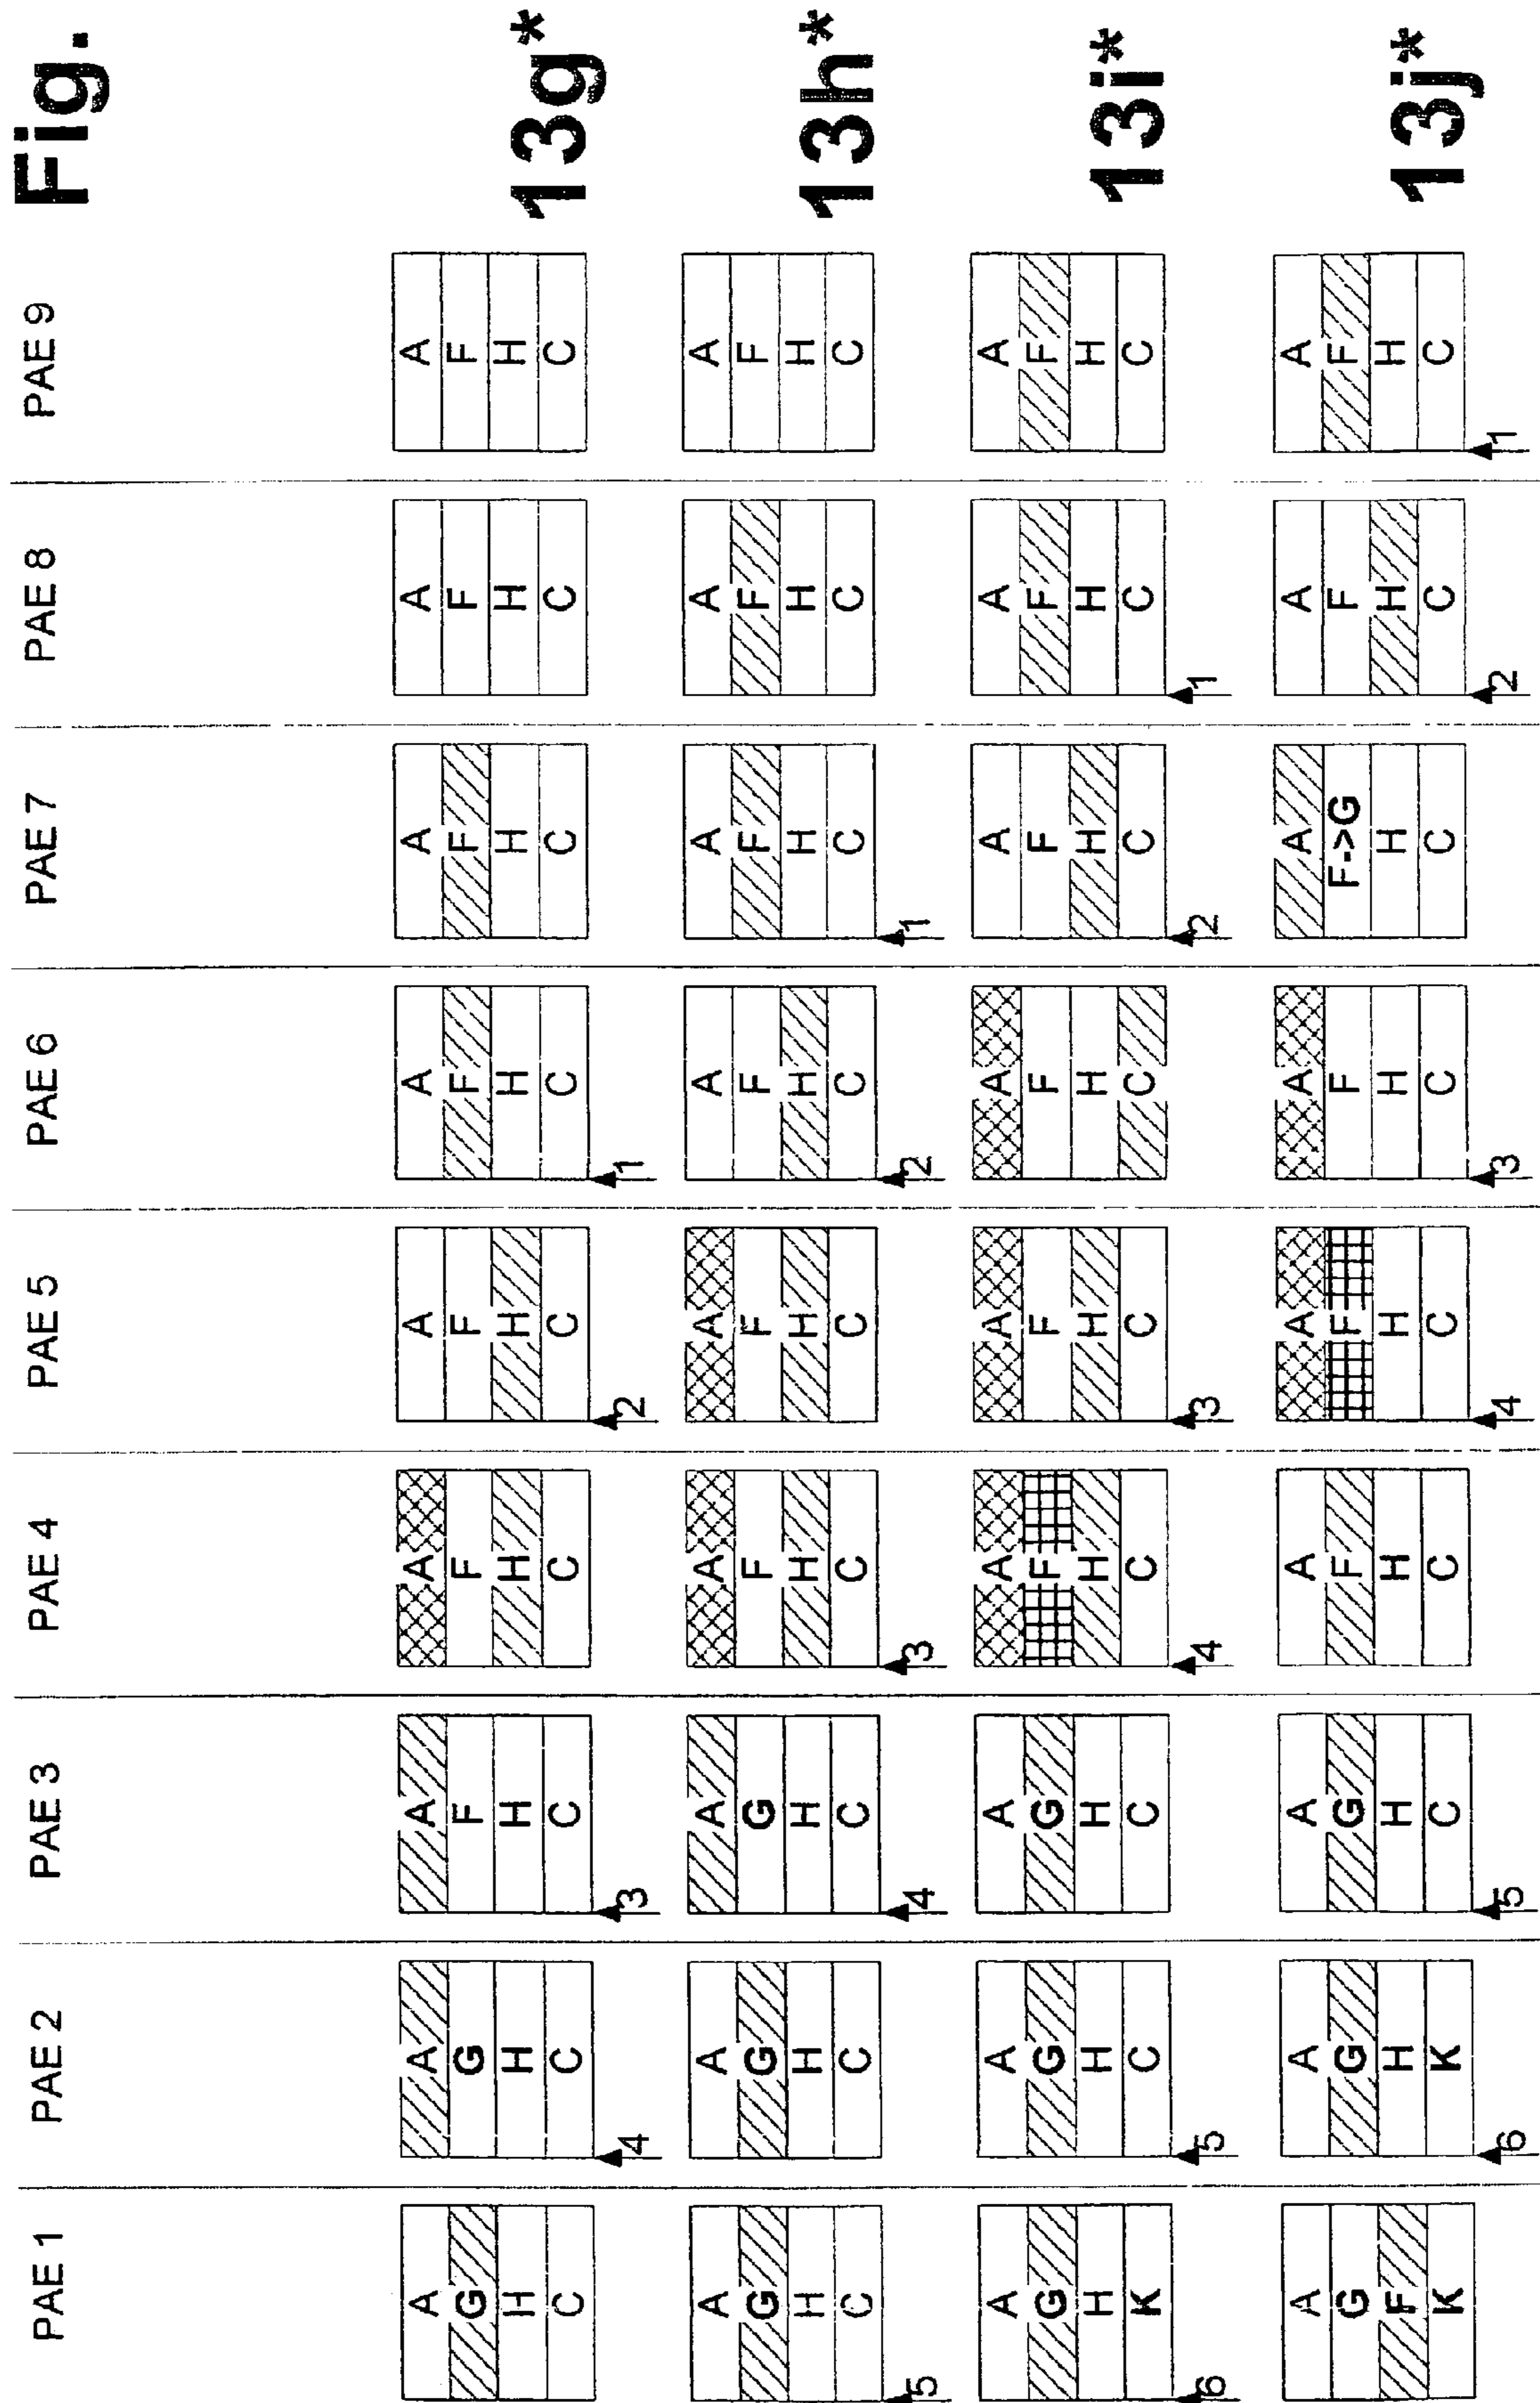 PAE 1 PAE 2 PAE 3 PAE 4 PAE 5 PAE 6 PAE 7 PAE 8 PAE 9 Fig.
A A A A A A A A A
G G F F F F F F F
H H H H H H H H H
C C C C C C C C C 13g*
4 3 2 1
A A A A A A A A A
G G G F F F F F F
H H H H H H H H H
C C C C C C C C C 13h*
5 4 3 2 1
A A A A A A A A A
G G G F F F F F F
H H H H H H H H H
K C C C C C C C C 13i*
6 5 4 3 2 1
A A A A A A A A A
G G G F F F F->G F F
F H H H H H H H H
K K C C C C C C C 13j*
6 5 4 3 2 1